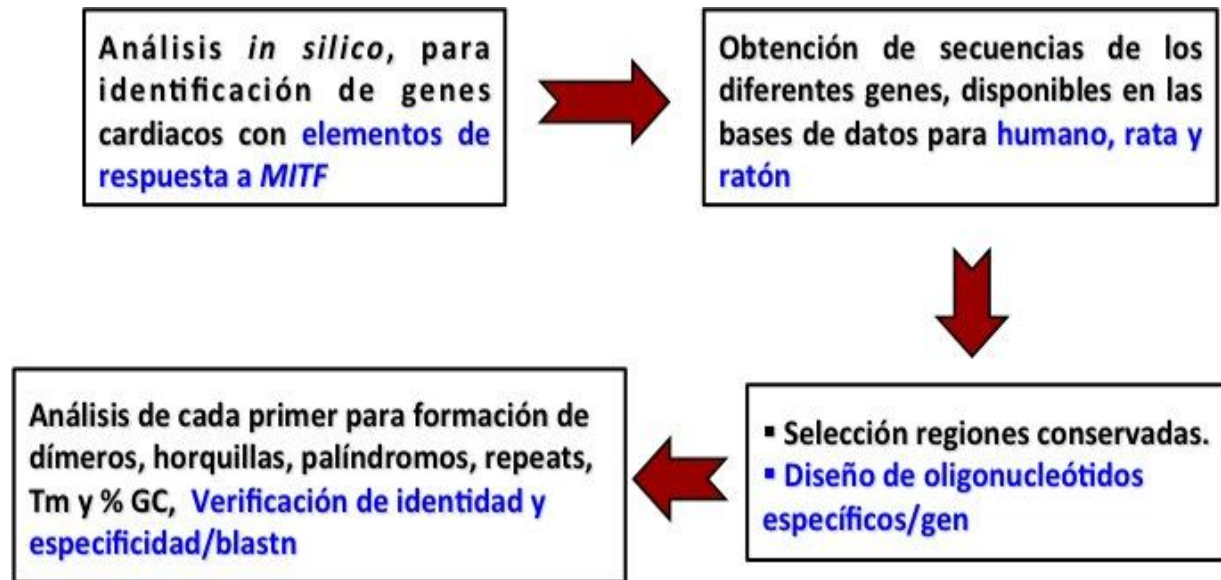 Análisis in silico, para
identificación de genes
cardiacos con elementos de
respuesta a MITF
Obtención de secuencias de los
diferentes genes, disponibles en las
bases de datos para humano, rata y
ratón
▪ Selección regiones conservadas.
▪ Diseño de oligonucleótidos
específicos/gen
Análisis de cada primer para formación de
dímeros, horquillas, palíndromos, repeats,
Tm y % GC, Verificación de identidad y
especificidad/blastn